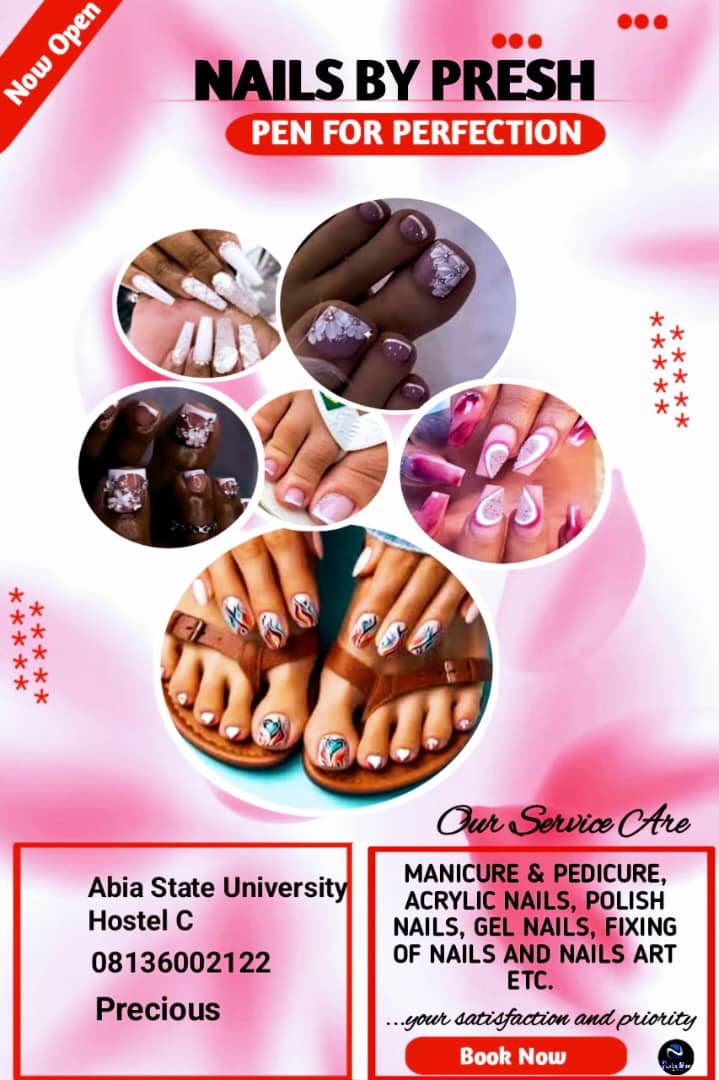 Now Open
NAILS BY PRESH
PEN FOR PERFECTION
Our Service Are
Abia State University
Hostel C
08136002122
Precious
MANICURE & PEDICURE,
ACRYLIC NAILS, POLISH
NAILS, GEL NAILS, FIXING
OF NAILS AND NAILS ART
ETC.
...your satisfaction and priority
Book Now